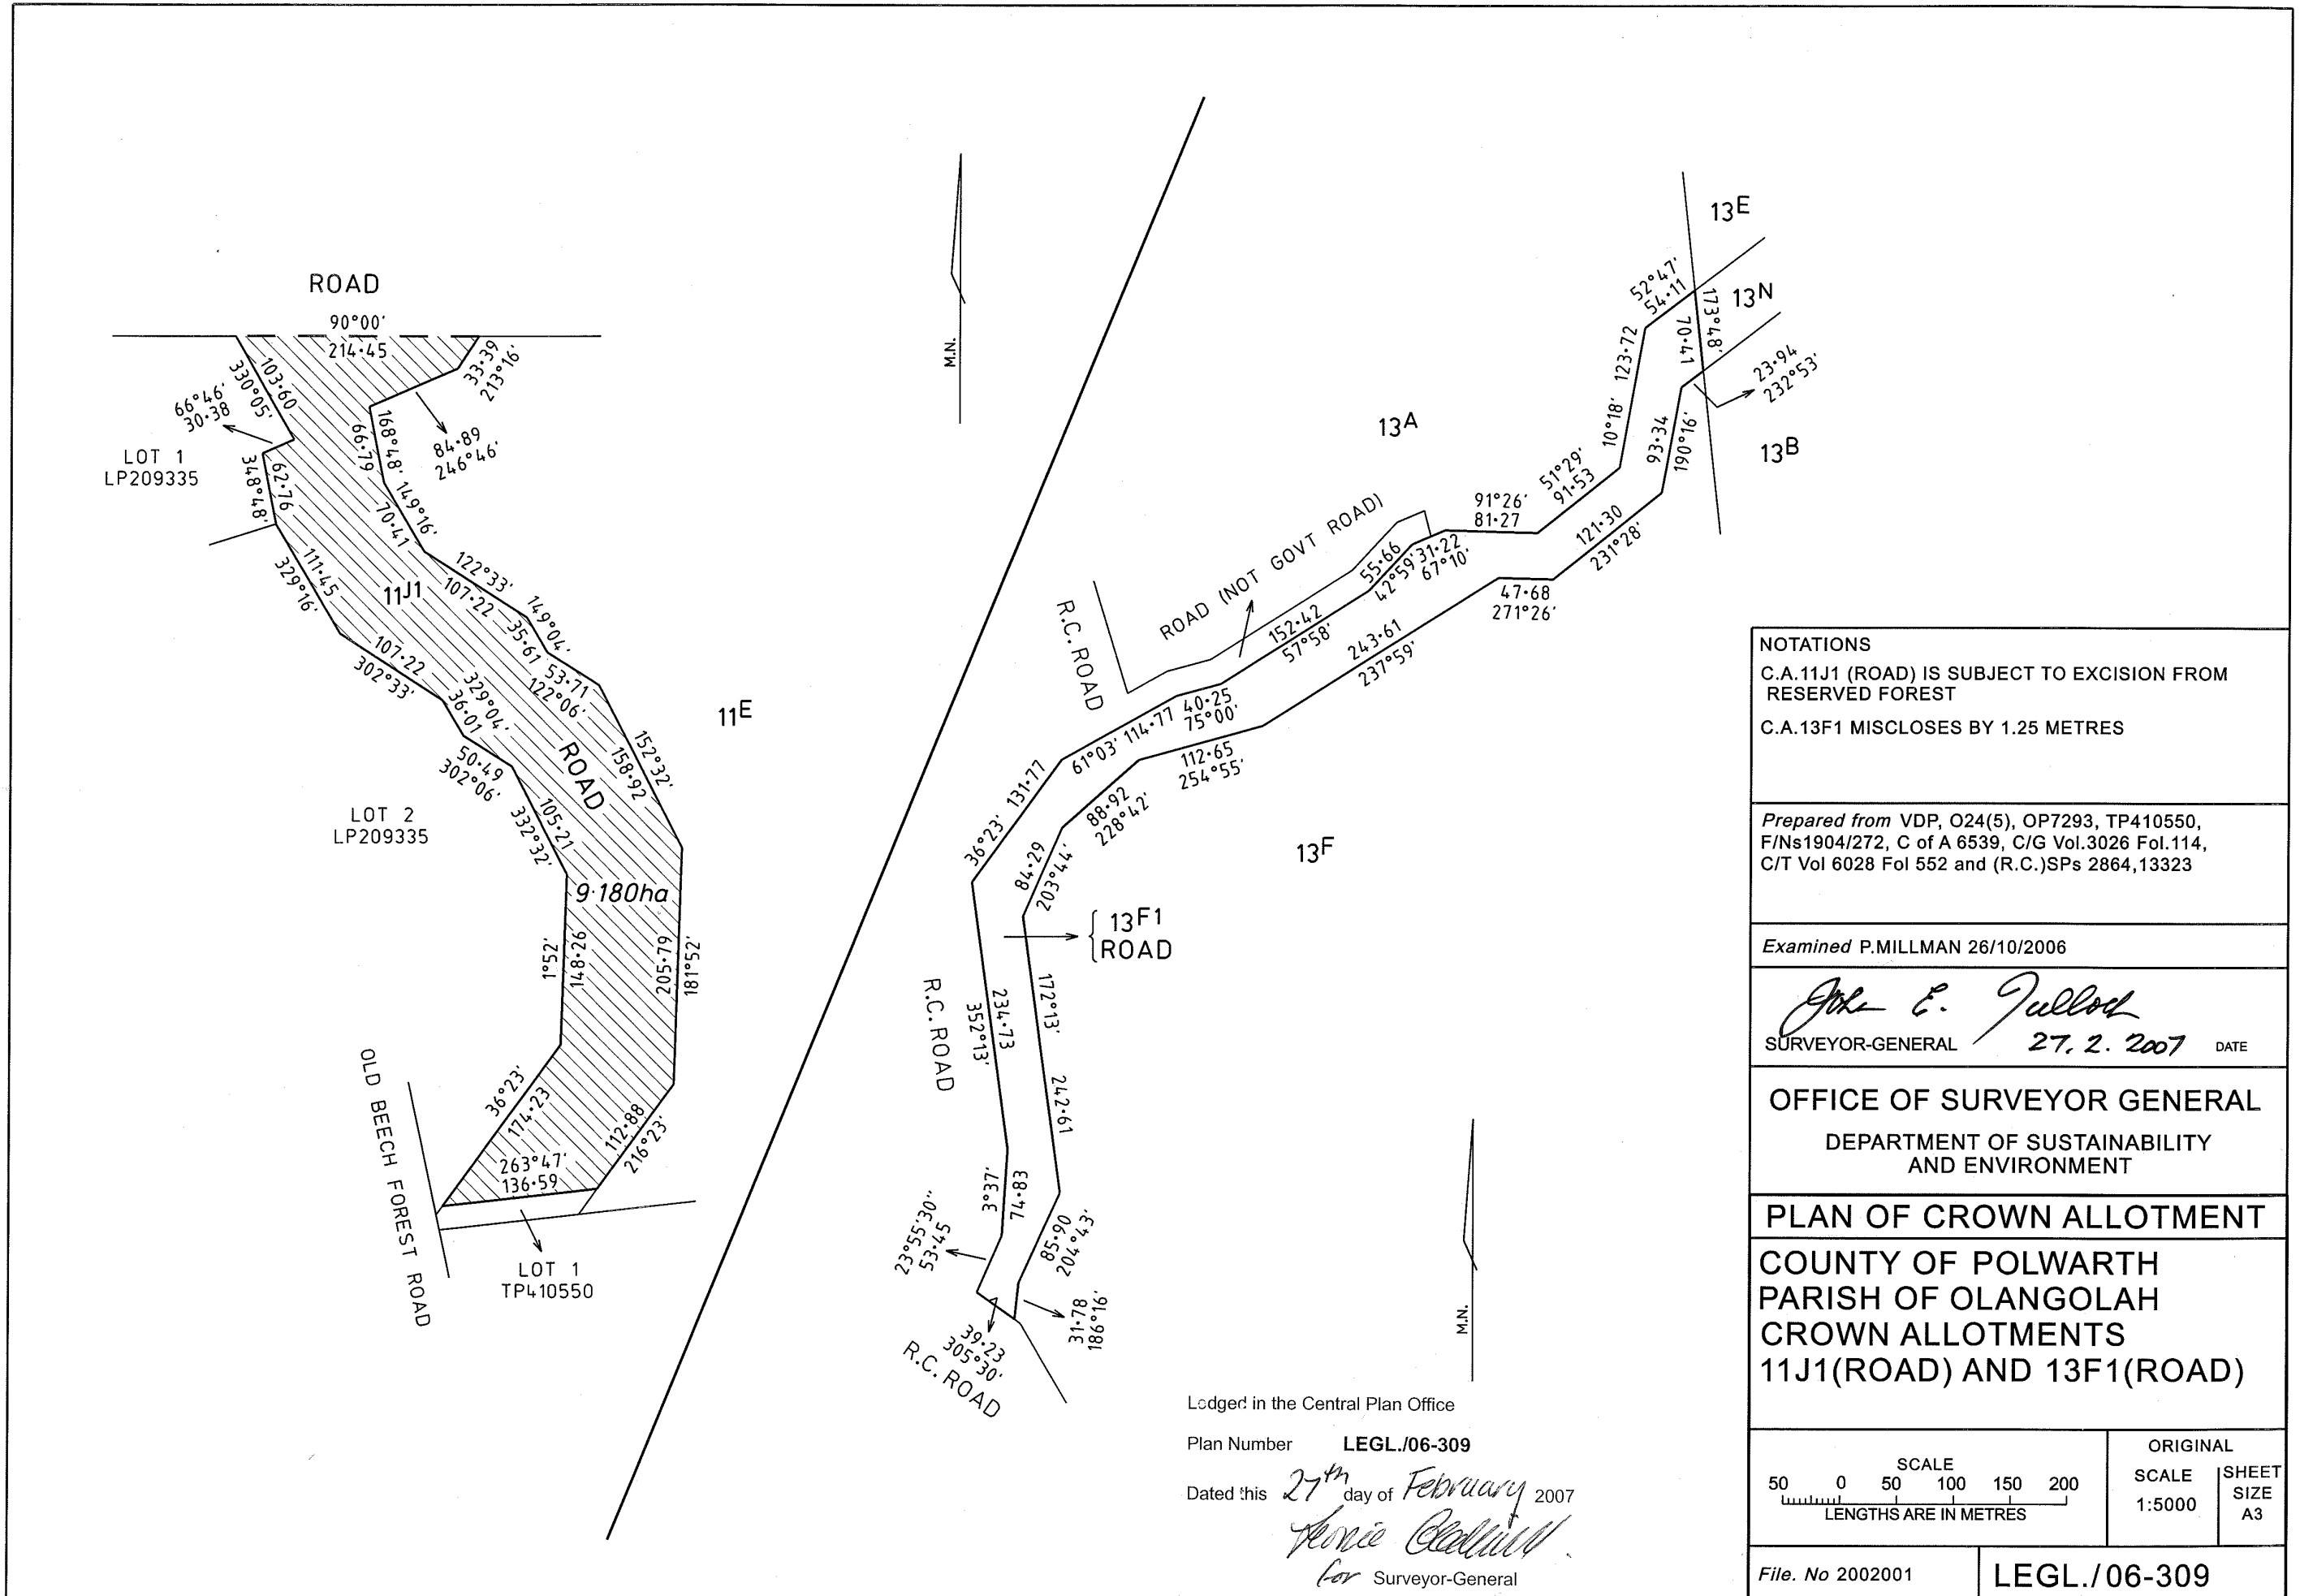 ROAD
90°00'
214·45
103·60
330°05'
33·39
213°16'
66°46'
30·38
84·89
246°46'
LOT 1
LP209335
348°48'
62·76
168°48'
66·79
149°16'
70·41
111·45
329°16'
11J1
122°33'
107·22
149°04'
35·61
53·71
122°06'
107·22
302°33'
329°04'
36·01
50·49
302°06'
ROAD
152°32'
158·92
11E
LOT 2
LP209335
105·21
332°32'
9·180ha
1°52'
148·26
205·79
181°52'
36°23'
174·23
112·88
216°23'
263°47'
136·59
OLD BEECH FOREST ROAD
LOT 1
TP410550
M.N.
13E
13N
13B
13A
13F
52°47'
54·11
173°48'
70·41
23·94
232°53'
123·72
10°18'
93·34
190°16'
51°29'
91·53
91°26'
81·27
121·30
231°28'
47·68
271°26'
ROAD (NOT GOVT ROAD)
R.C. ROAD
55·66
42°59'
31·22
67°10'
152·42
57°58'
243·61
237°59'
40·25
75°00'
61°03' 114·77
112·65
254°55'
36°23' 131·77
88·92
228°42'
84·29
203°44'
13F1
ROAD
R.C. ROAD
234·73
352°13'
172°13'
242·61
3°37'
74·83
23°55'30"
53·45
85·90
204°43'
31·78
186°16'
39·23
305°30'
R.C. ROAD
M.N.
Lodged in the Central Plan Office
Plan Number LEGL./06-309
Dated this 27th day of February 2007
for Surveyor-General
NOTATIONS
C.A.11J1 (ROAD) IS SUBJECT TO EXCISION FROM
RESERVED FOREST
C.A.13F1 MISCLOSES BY 1.25 METRES
Prepared from VDP, O24(5), OP7293, TP410550,
F/Ns1904/272, C of A 6539, C/G Vol.3026 Fol.114,
C/T Vol 6028 Fol 552 and (R.C.)SPs 2864,13323
Examined P.MILLMAN 26/10/2006
John E. Tulloch
SURVEYOR-GENERAL 27. 2. 2007 DATE
OFFICE OF SURVEYOR GENERAL
DEPARTMENT OF SUSTAINABILITY
AND ENVIRONMENT
PLAN OF CROWN ALLOTMENT
COUNTY OF POLWARTH
PARISH OF OLANGOLAH
CROWN ALLOTMENTS
11J1(ROAD) AND 13F1(ROAD)
SCALE
50 0 50 100 150 200
LENGTHS ARE IN METRES
ORIGINAL
SCALE
1:5000
SHEET
SIZE
A3
File. No 2002001
LEGL./06-309